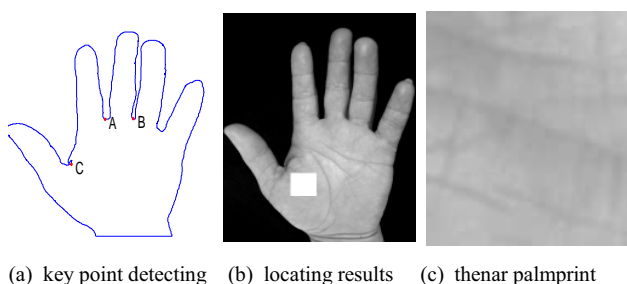 A
B
C
(a) key point detecting (b) locating results (c) thenar palmprint